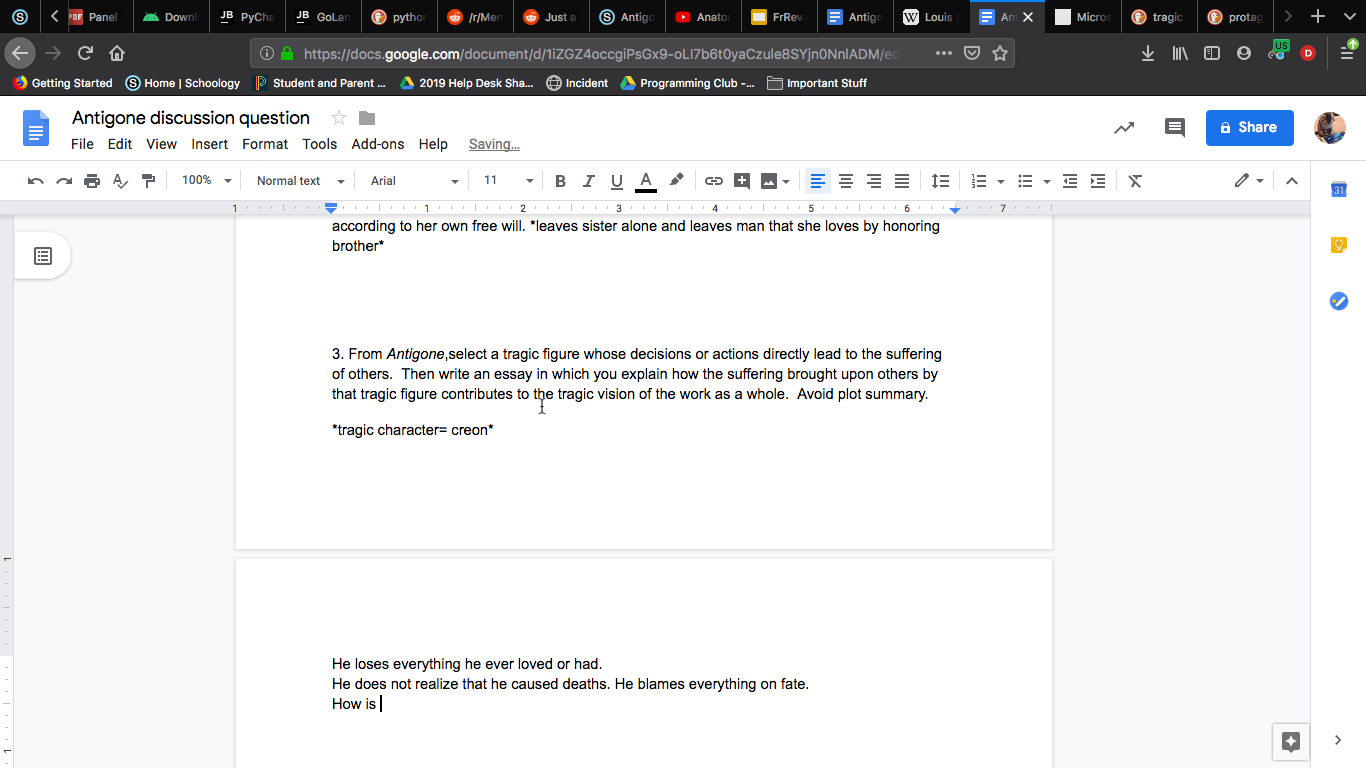 Panel
Downl
JB PyCha
JB GoLan
python
/r/Men
Just a
Antigo
Anator
FrRev.
Antigo
W Louis
An
Micros
tragic
protag
https://docs.google.com/document/d/1iZGZ4occgiPsGx9-oLI7b6t0yaCzule8SYjn0NnlADM/ed
US
D
Getting Started
Home | Schoology
Student and Parent ...
2019 Help Desk Sha...
Incident
Programming Club -...
Important Stuff
Antigone discussion question
Share
File Edit View Insert Format Tools Add-ons Help Saving...
100% Normal text Arial 11 B I U A
1 1 2 3 4 5 6 7
31
according to her own free will. *leaves sister alone and leaves man that she loves by honoring
brother*
3. From Antigone,select a tragic figure whose decisions or actions directly lead to the suffering
of others. Then write an essay in which you explain how the suffering brought upon others by
that tragic figure contributes to the tragic vision of the work as a whole. Avoid plot summary.
*tragic character= creon*
1
He loses everything he ever loved or had.
He does not realize that he caused deaths. He blames everything on fate.
How is
1